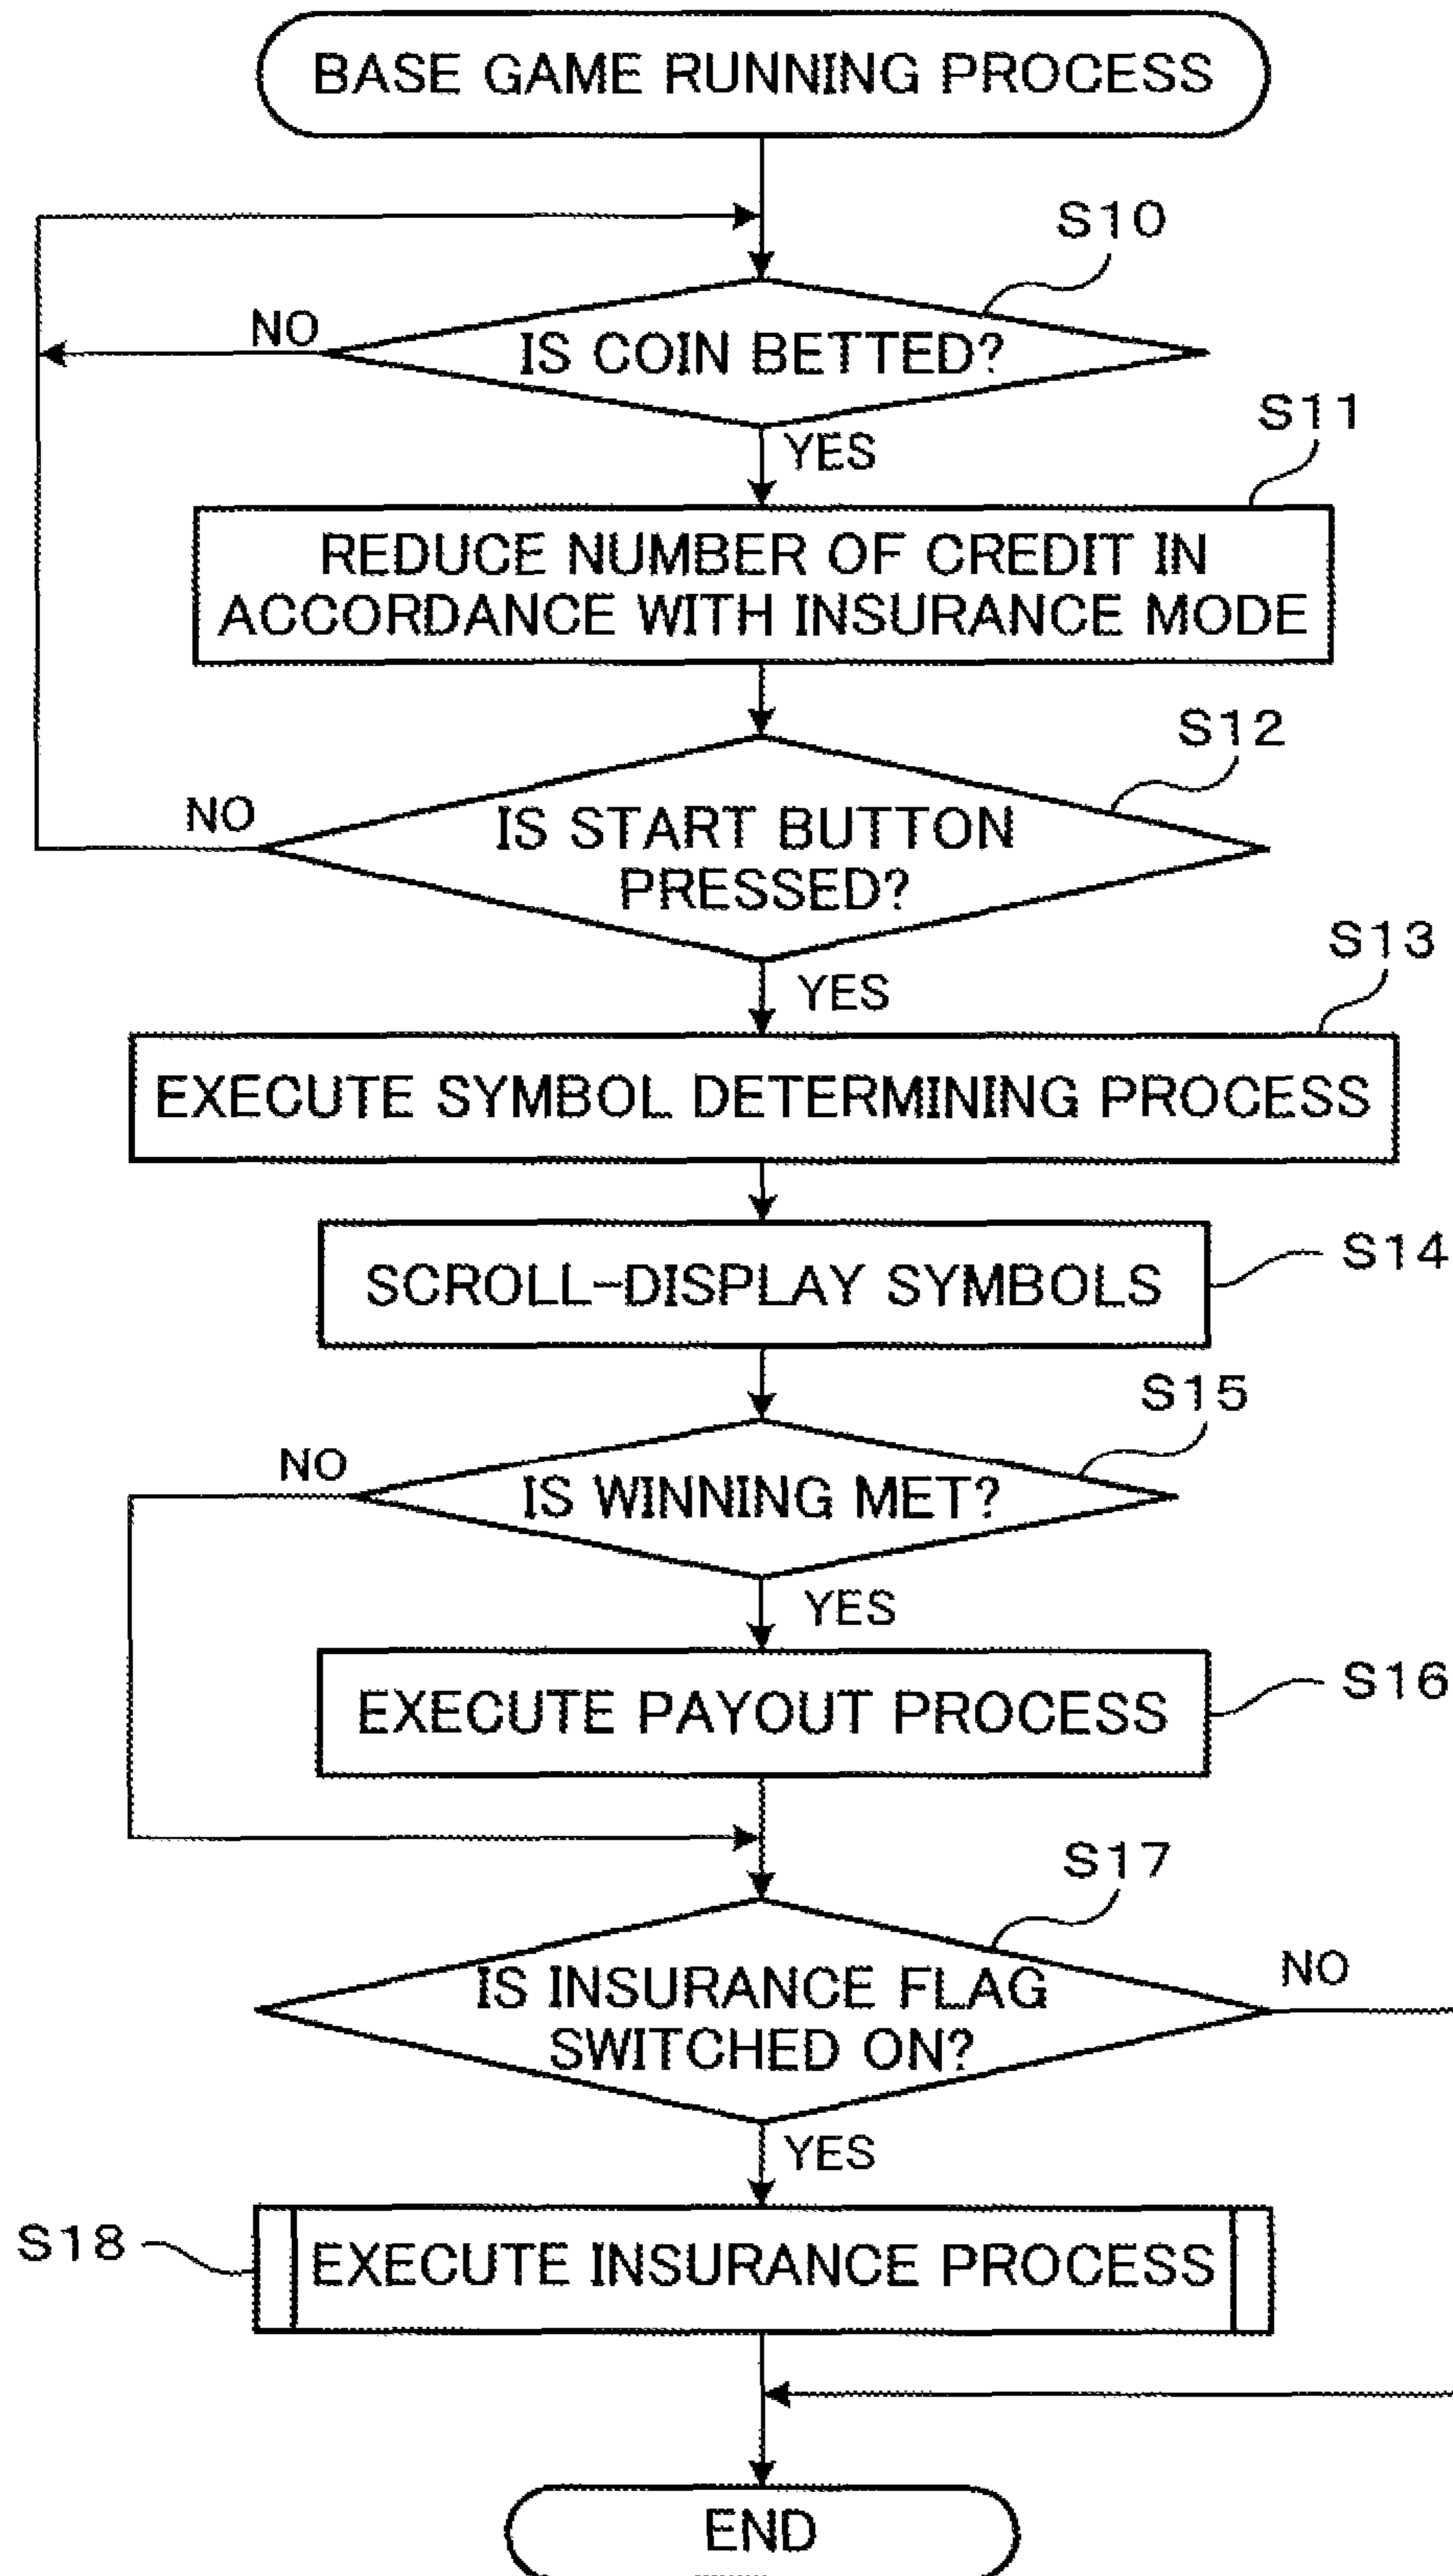 BASE GAME RUNNING PROCESS
S10
NO
IS COIN BETTED?
YES
S11
REDUCE NUMBER OF CREDIT IN
ACCORDANCE WITH INSURANCE MODE
S12
NO
IS START BUTTON
PRESSED?
YES
S13
EXECUTE SYMBOL DETERMINING PROCESS
SCROLL-DISPLAY SYMBOLS
S14
S15
NO
IS WINNING MET?
YES
EXECUTE PAYOUT PROCESS
S16
S17
IS INSURANCE FLAG
SWITCHED ON?
NO
YES
S18
EXECUTE INSURANCE PROCESS
END